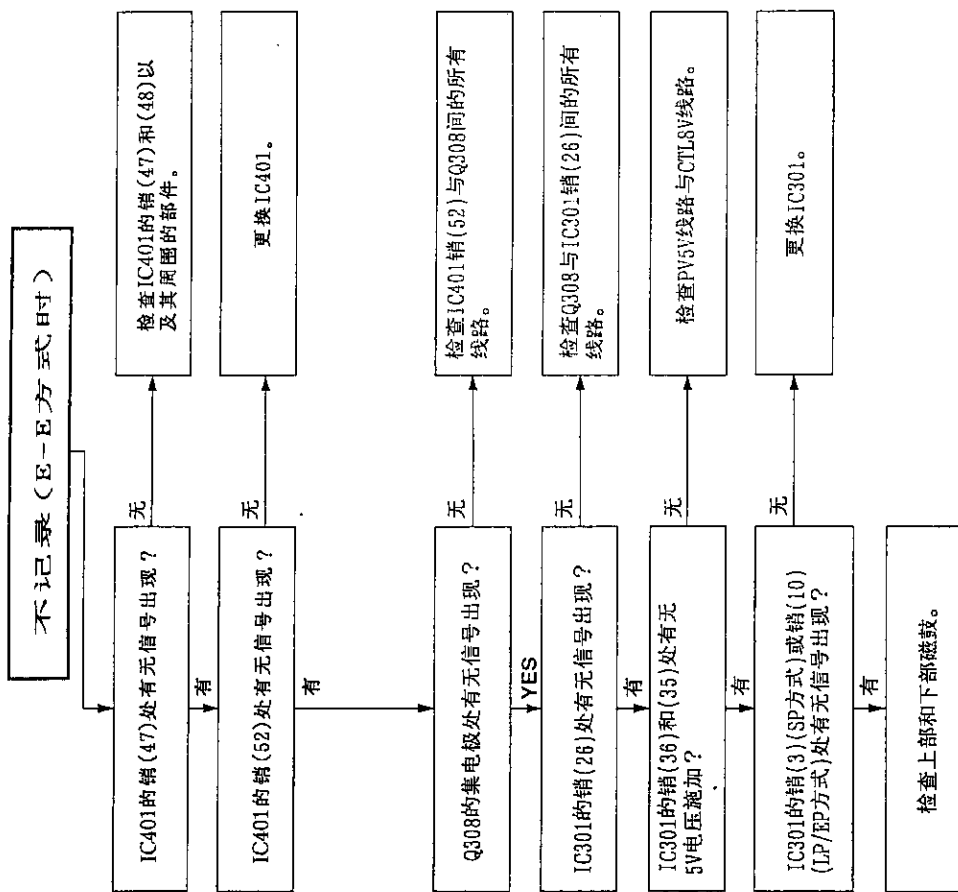 不记录(E-E方式时)
IC401的销(47)处有无信号出现?
无
检查IC401的销(47)和(48)以
及其周围的部件。
有
IC401的销(52)处有无信号出现?
无
更换IC401。
有
Q308的集电极处有无信号出现?
无
检查IC401销(52)与Q308间的所有
线路。
YES
IC301的销(26)处有无信号出现?
无
检查Q308与IC301销(26)间的所有
线路。
有
IC301的销(36)和(35)处有无
5V电压施加?
无
检查PV5V线路与CTL8V线路。
有
IC301的销(3)(SP方式)或销(10)
(LP/EP方式)处有无信号出现?
无
更换IC301。
有
检查上部和下部磁鼓。